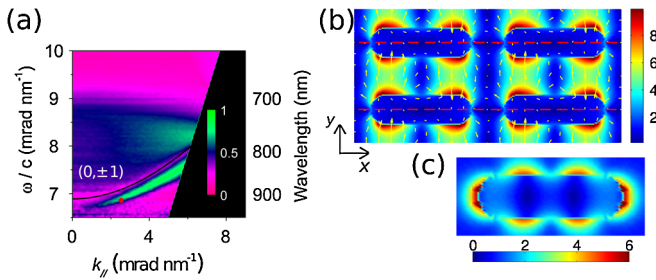 (a)
ω / c (mrad nm⁻¹)
10
9
8
7
(0,±1)
1
0.5
0
700
800
900
Wavelength (nm)
0
4
8
k∥ (mrad nm⁻¹)
(b)
8
6
4
2
y
x
(c)
0
2
4
6